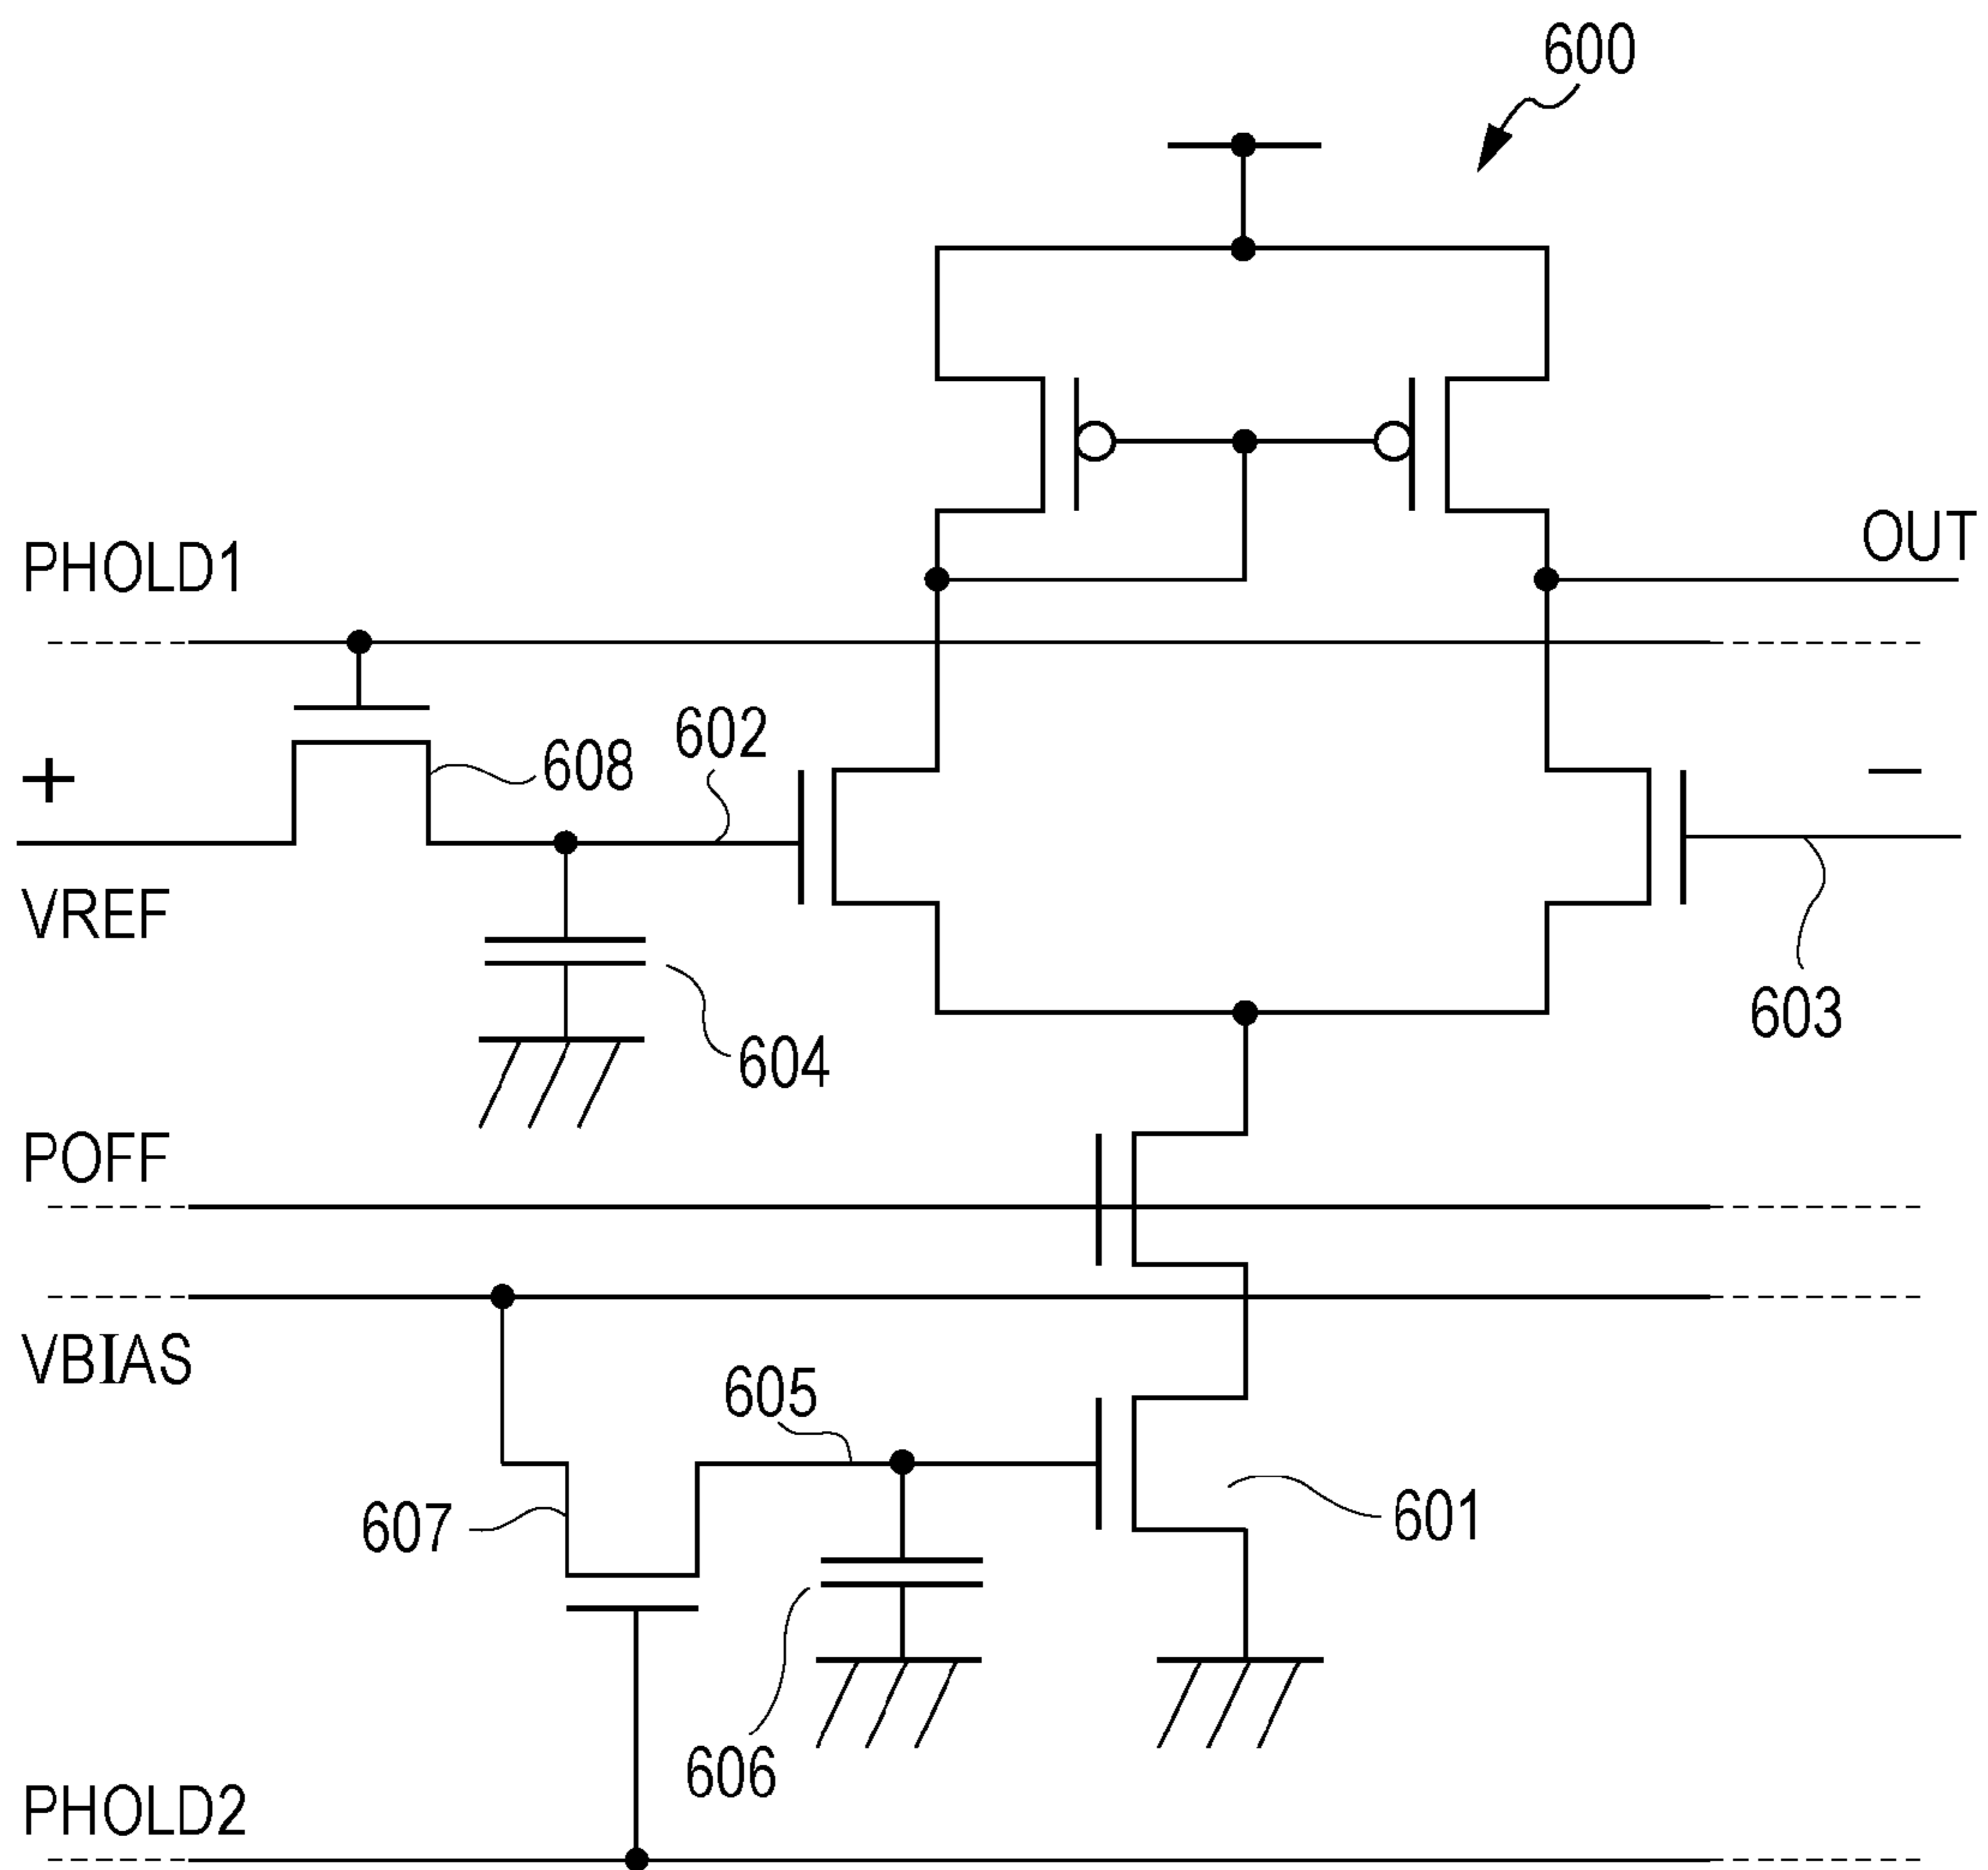 600
OUT
PHOLD1
602
608
+
−
VREF
603
604
POFF
VBIAS
605
607
601
606
PHOLD2